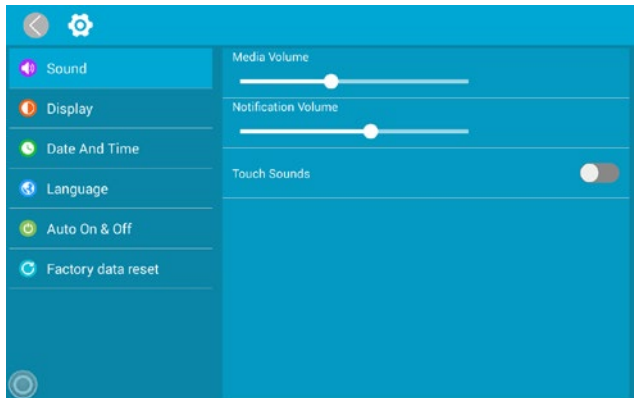 Sound
Display
Date And Time
Language
Auto On & Off
Factory data reset
Media Volume
Notification Volume
Touch Sounds